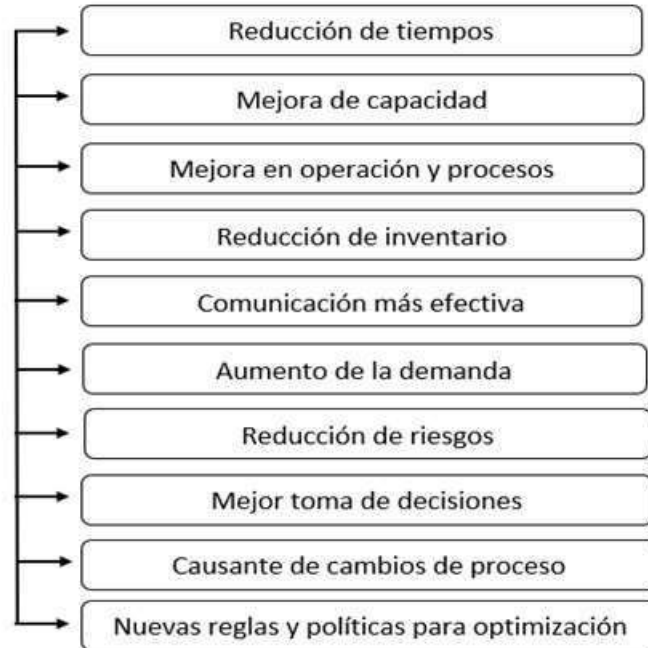 Reducción de tiempos
Mejora de capacidad
Mejora en operación y procesos
Reducción de inventario
Comunicación más efectiva
Aumento de la demanda
Reducción de riesgos
Mejor toma de decisiones
Causante de cambios de proceso
Nuevas reglas y políticas para optimización